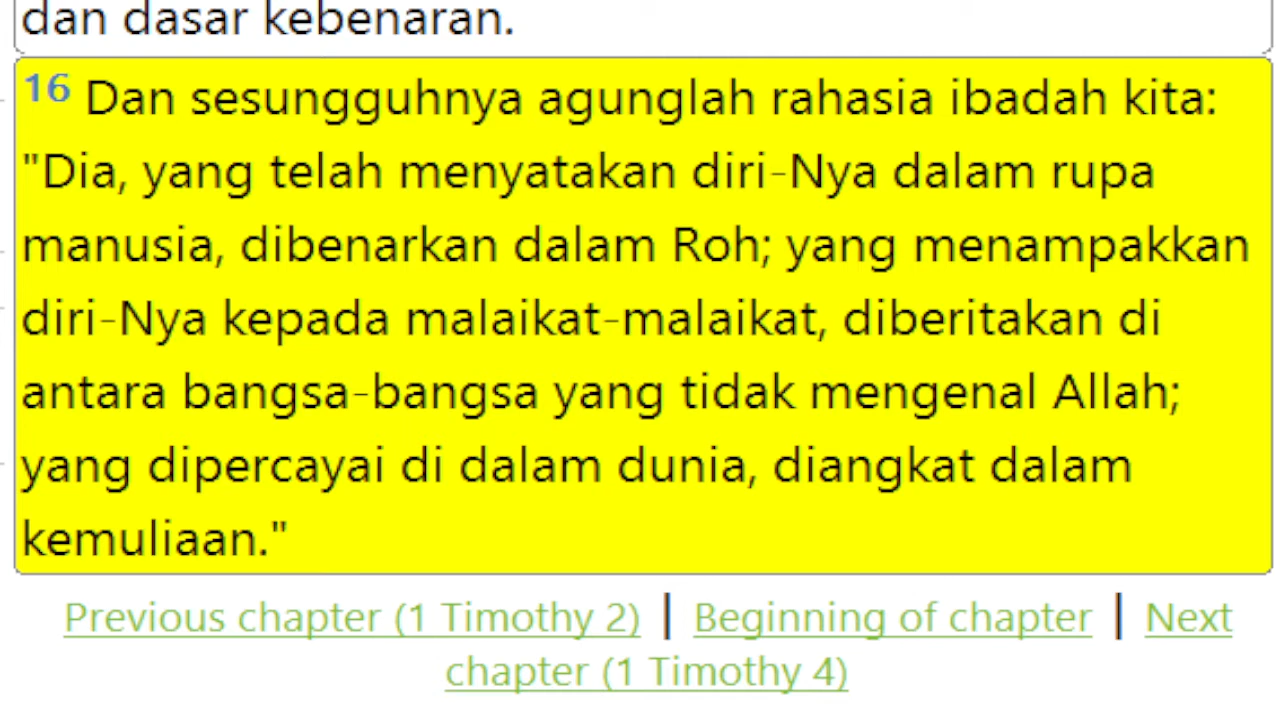 dan dasar kebenaran.
16 Dan sesungguhnya agunglah rahasia ibadah kita:
"Dia, yang telah menyatakan diri-Nya dalam rupa
manusia, dibenarkan dalam Roh; yang menampakkan
diri-Nya kepada malaikat-malaikat, diberitakan di
antara bangsa-bangsa yang tidak mengenal Allah;
yang dipercayai di dalam dunia, diangkat dalam
kemuliaan."
Previous chapter (1 Timothy 2) | Beginning of chapter | Next
chapter (1 Timothy 4)